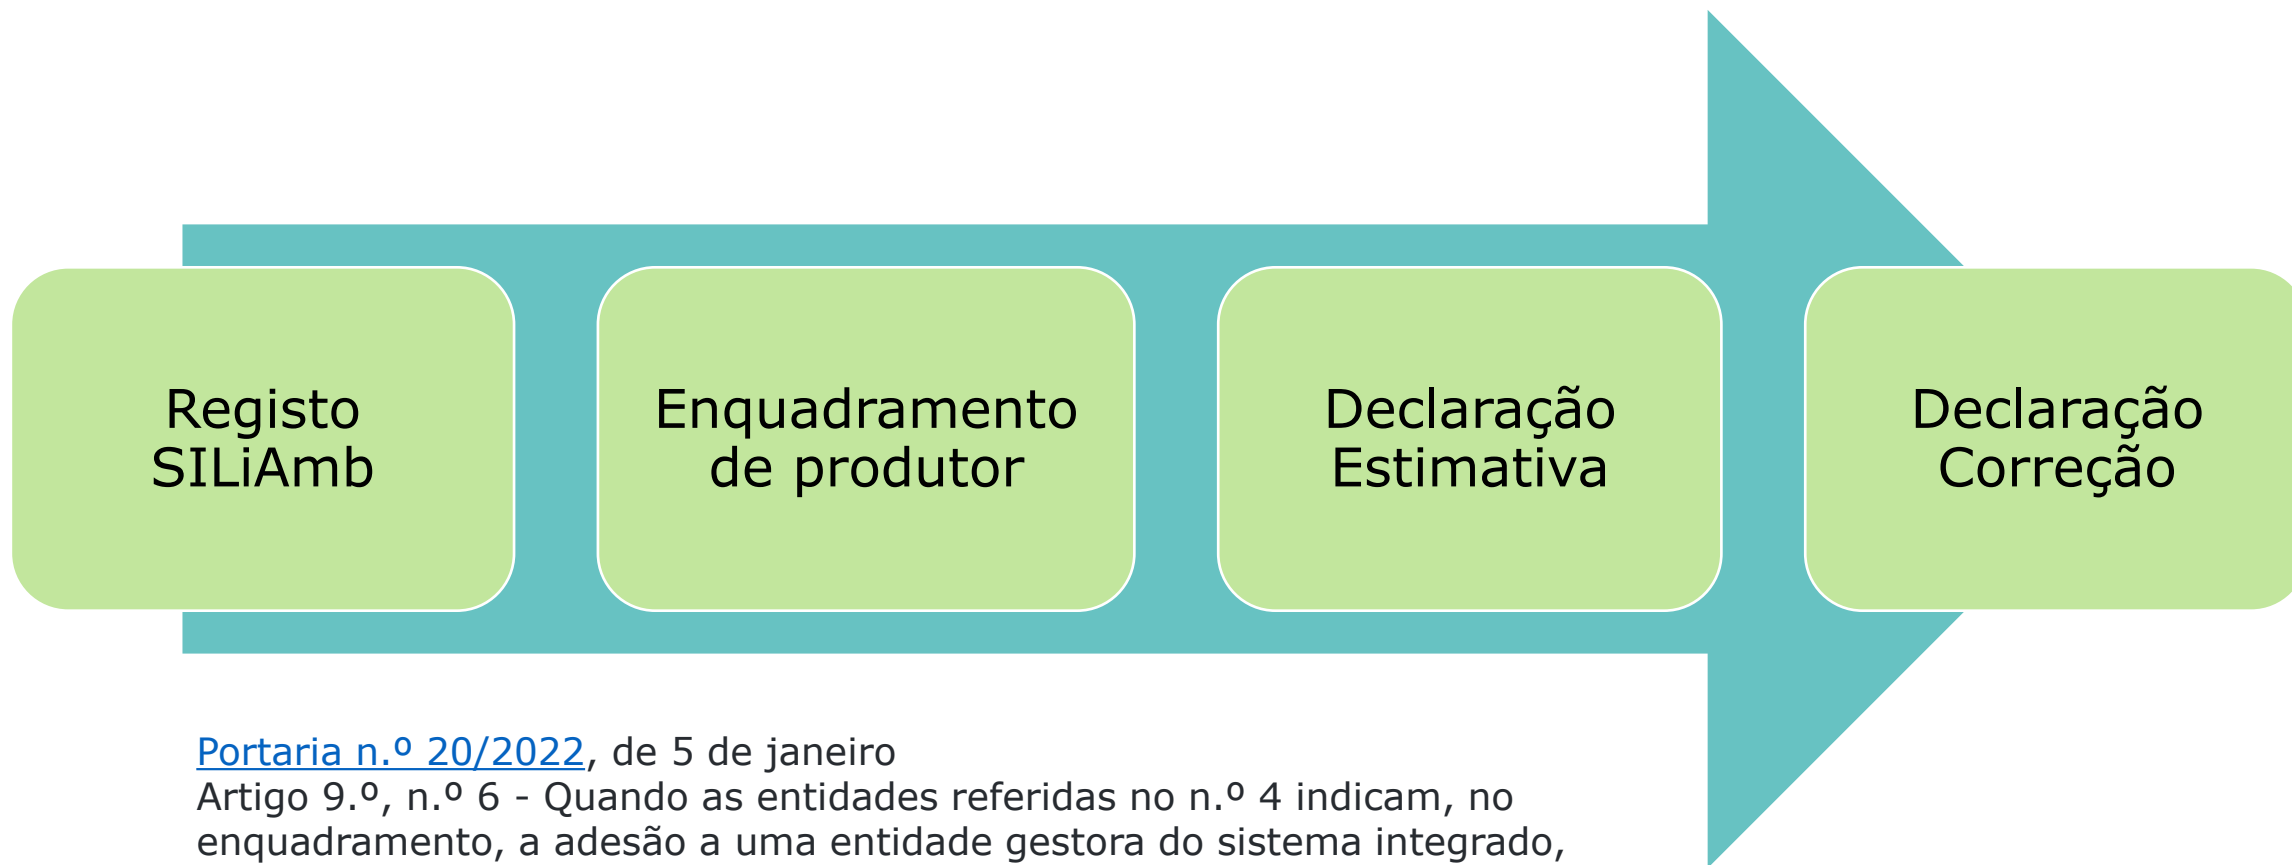 Registo
SILiAmb
Enquadramento
de produtor
Declaração
Estimativa
Declaração
Correção
Portaria n.º 20/2022, de 5 de janeiro
Artigo 9.º, n.º 6 - Quando as entidades referidas no n.º 4 indicam, no
enquadramento, a adesão a uma entidade gestora do sistema integrado,